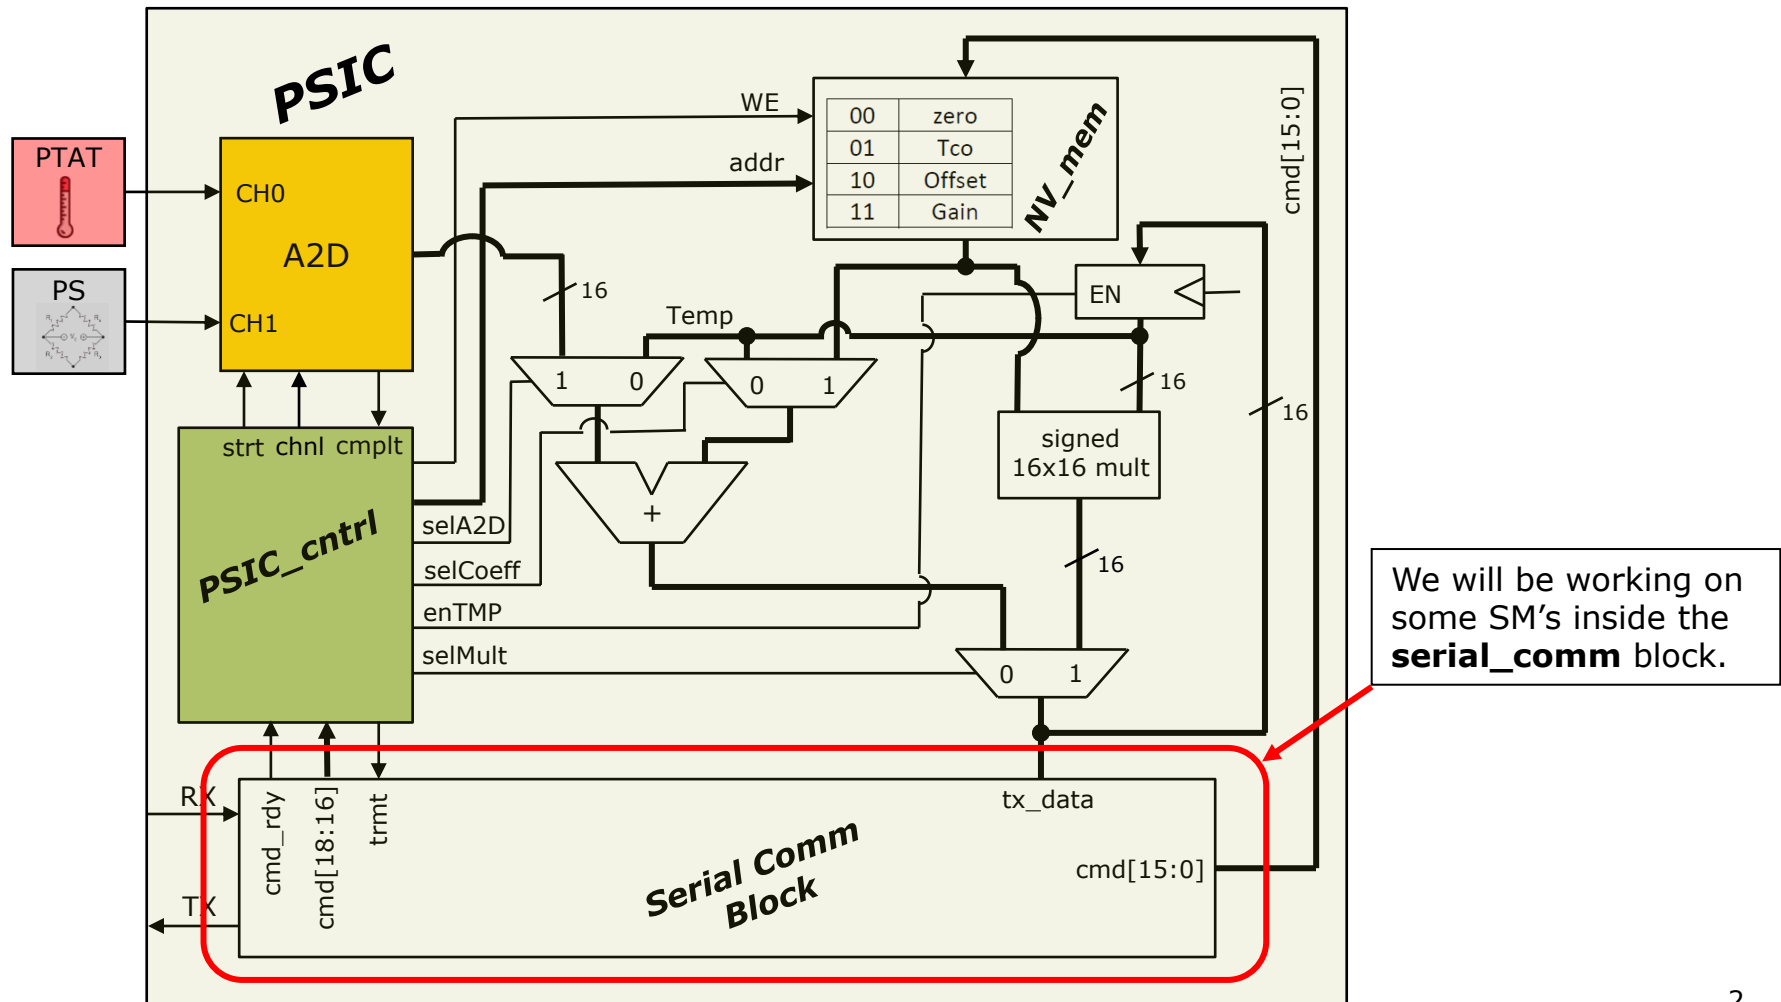 PSIC
PTAT
PS
CH0
A2D
CH1
WE
addr
00 zero
01 Tco
10 Offset
11 Gain
NV_mem
cmd[15:0]
EN
16
Temp
1 0
0 1
16
16
strt chnl cmplt
signed
16x16 mult
+
selA2D
selCoeff
enTMP
selMult
PSIC_cntrl
16
0 1
We will be working on
some SM's inside the
serial_comm block.
RX
TX
cmd_rdy
cmd[18:16]
trmt
tx_data
cmd[15:0]
Serial Comm
Block
2